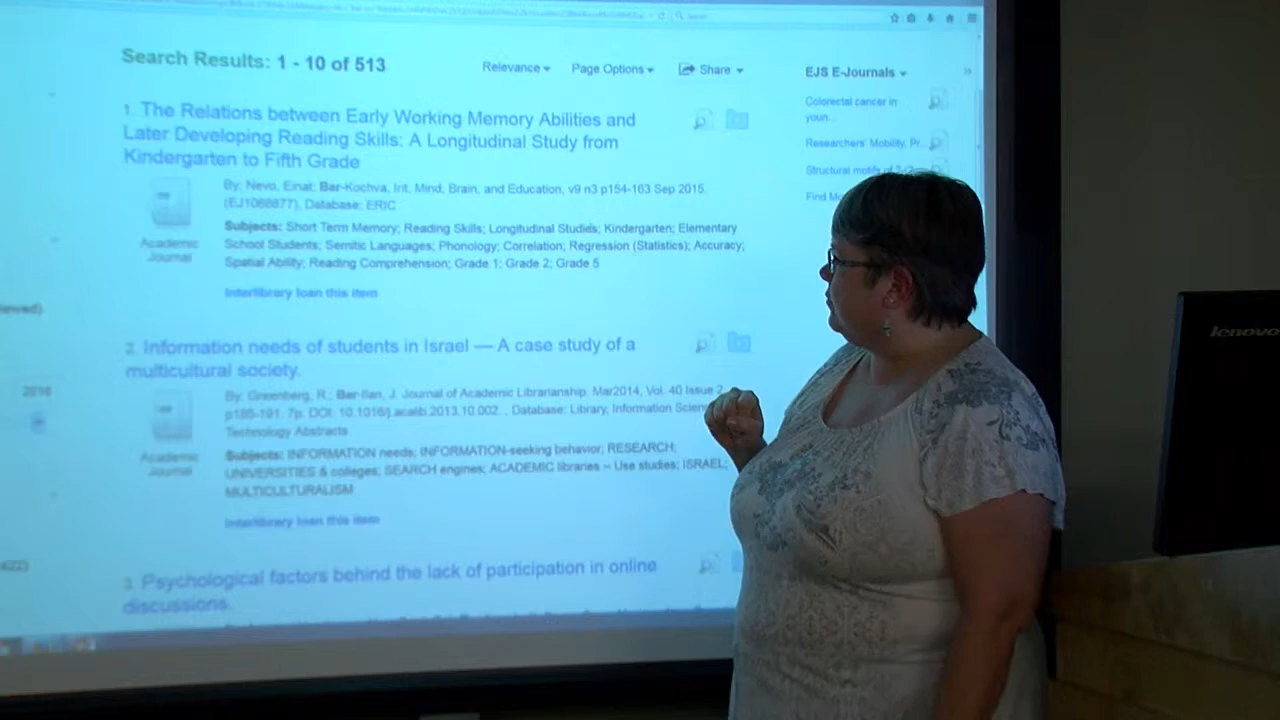 Search Results: 1 - 10 of 513
Relevance
Page Options
Share
EJS E-Journals
Colorectal cancer in
youn...
Researchers' Mobility, Pr...
Structural motifs of
Find Mo
1. The Relations between Early Working Memory Abilities and
Later Developing Reading Skills: A Longitudinal Study from
Kindergarten to Fifth Grade
By: Nevo, Einat; Bar-Kochva, Irit. Mind, Brain, and Education, v9 n3 p154-163 Sep 2015.
(EJ1068877), Database: ERIC
Academic
Journal
Subjects: Short Term Memory; Reading Skills; Longitudinal Studies; Kindergarten; Elementary
School Students; Semitic Languages; Phonology; Correlation; Regression (Statistics); Accuracy;
Spatial Ability; Reading Comprehension; Grade 1; Grade 2; Grade 5
Interlibrary loan this item
iewed)
2. Information needs of students in Israel — A case study of a
multicultural society.
2016
By: Greenberg, R.; Bar-Ilan, J. Journal of Academic Librarianship. Mar2014, Vol. 40 Issue 2,
p185-191. 7p. DOI: 10.1016/j.acalib.2013.10.002. , Database: Library, Information Scien
Technology Abstracts
Academic
Journal
Subjects: INFORMATION needs; INFORMATION-seeking behavior; RESEARCH;
UNIVERSITIES & colleges; SEARCH engines; ACADEMIC libraries -- Use studies; ISRAEL;
MULTICULTURALISM
Interlibrary loan this item
422)
3. Psychological factors behind the lack of participation in online
discussions.
lenovo